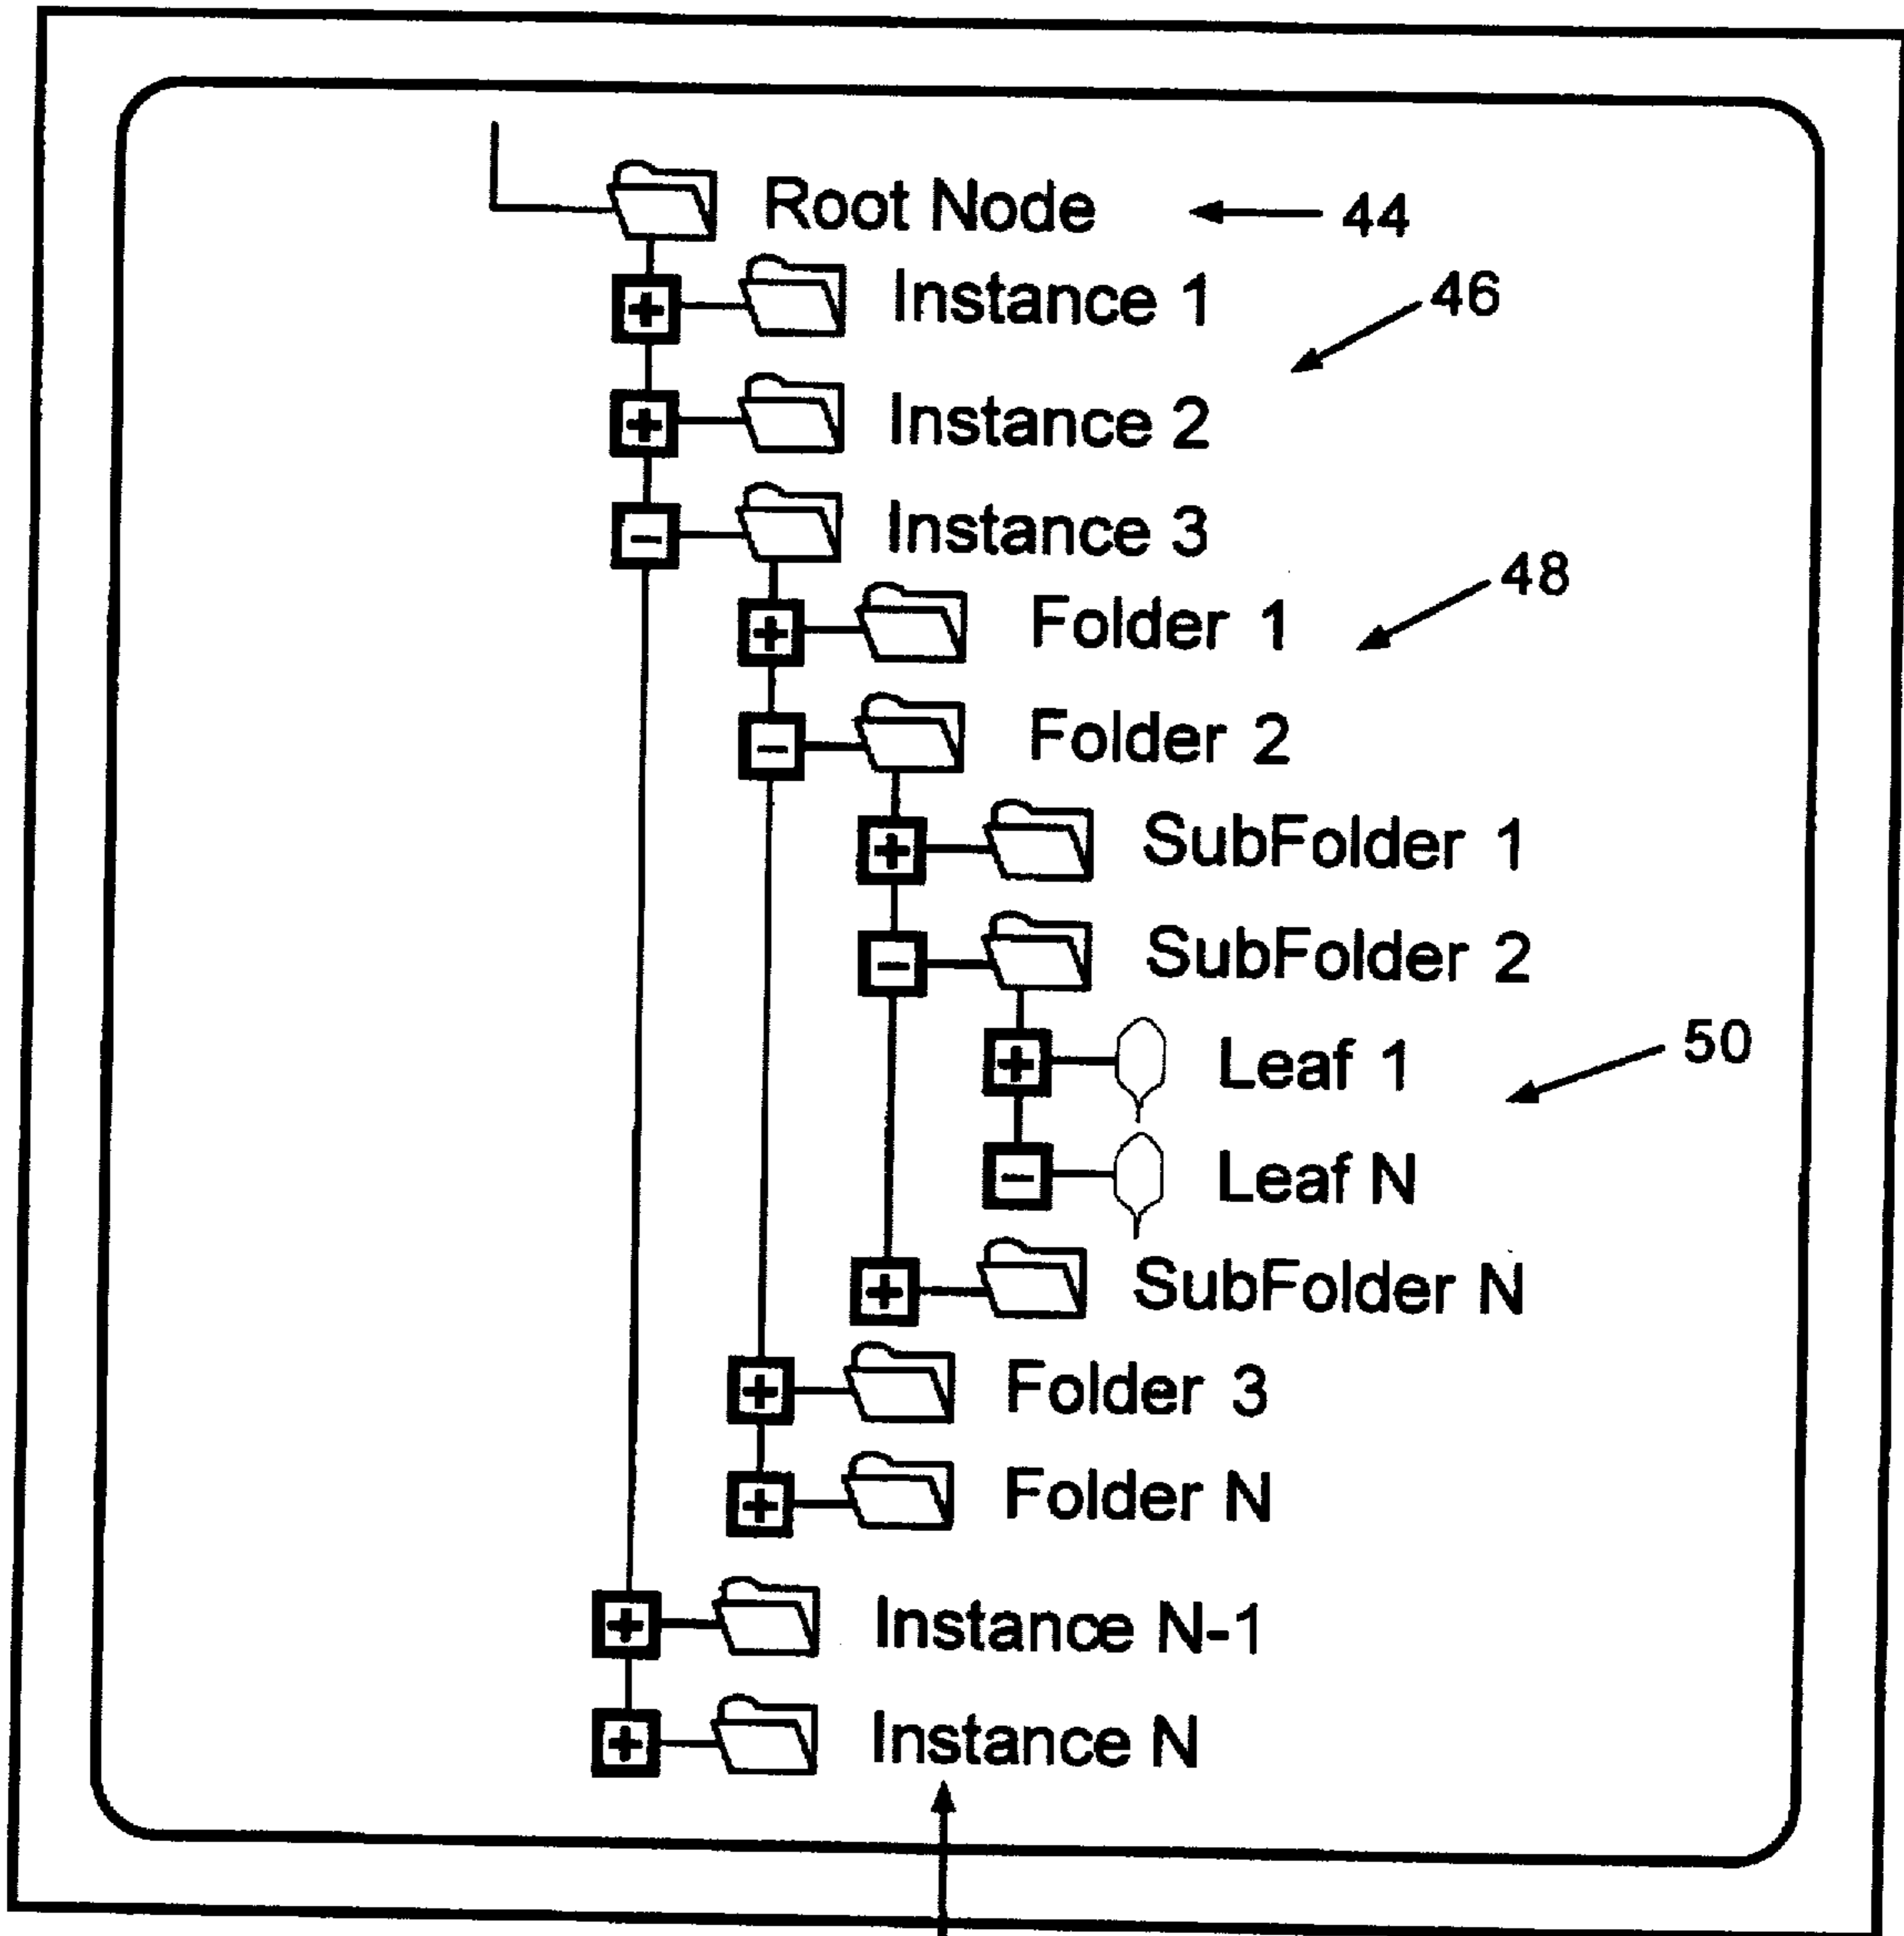 Root Node 44
Instance 1 46
Instance 2
Instance 3
Folder 1 48
Folder 2
SubFolder 1
SubFolder 2
Leaf 1 50
Leaf N
SubFolder N
Folder 3
Folder N
Instance N-1
Instance N